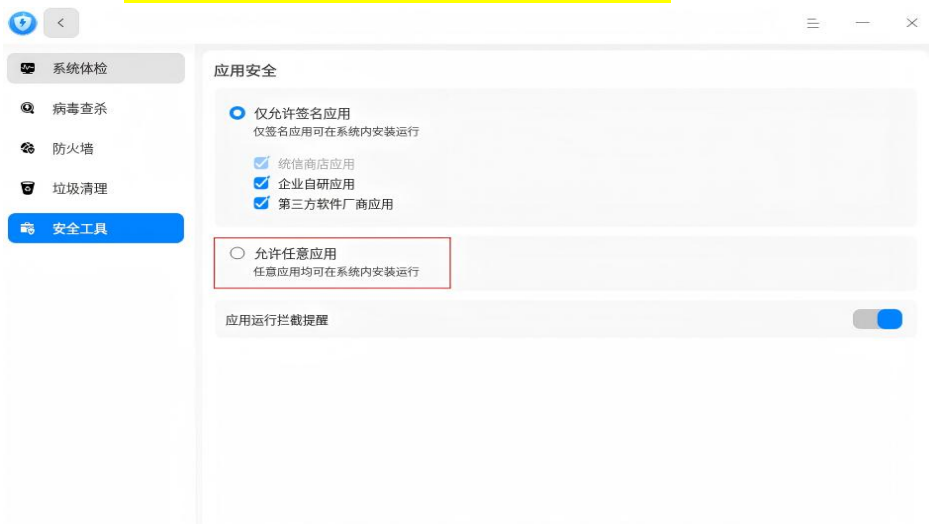 系统体检
病毒查杀
防火墙
垃圾清理
安全工具
应用安全
仅允许签名应用
仅签名应用可在系统内安装运行
统信商店应用
企业自研应用
第三方软件厂商应用
允许任意应用
任意应用均可在系统内安装运行
应用运行拦截提醒